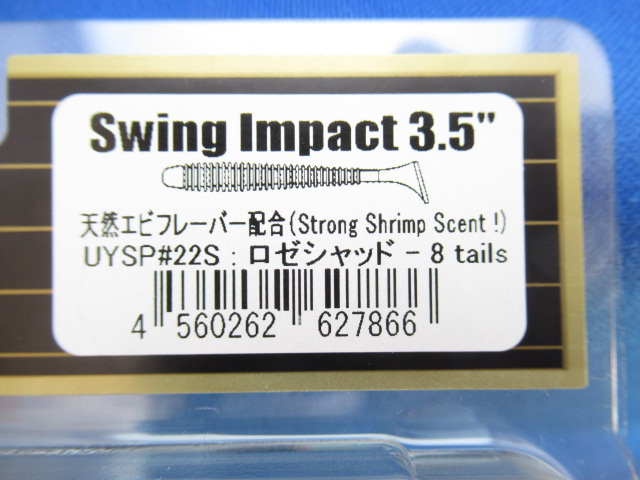 Swing Impact 3.5"
天然エビフレーバー配合(Strong Shrimp Scent !)
UYSP#22S : ロゼシャッド - 8 tails
4 560262 627866